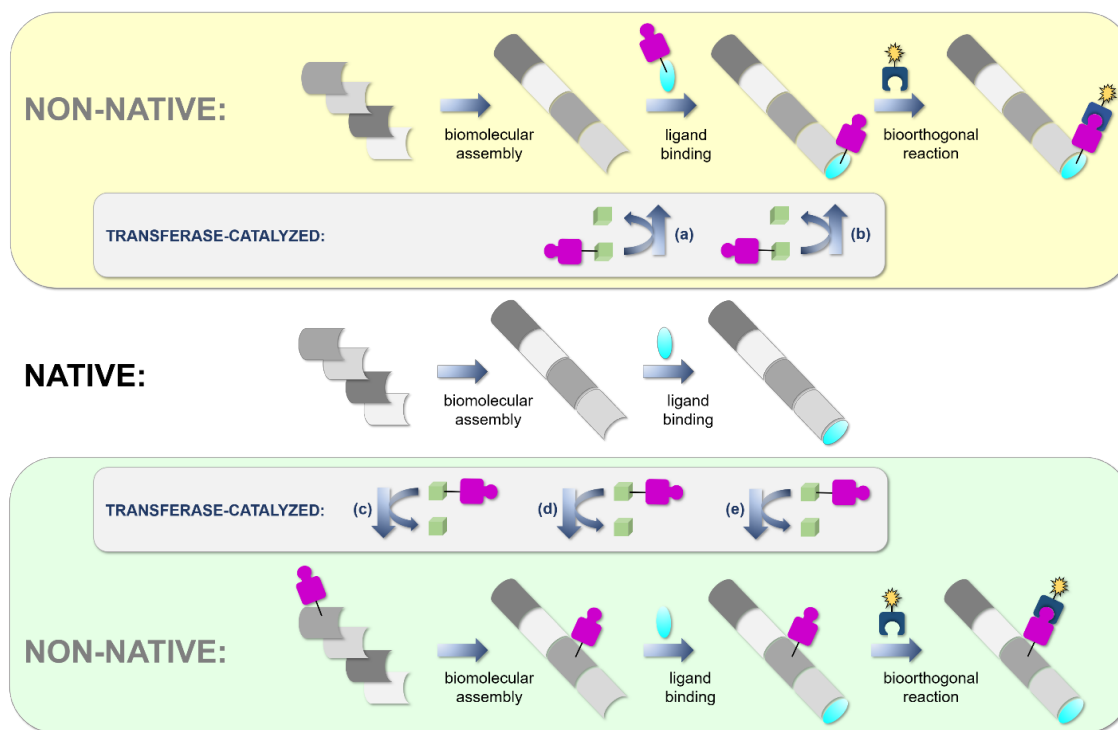 NON-NATIVE:
biomolecular
assembly
ligand
binding
bioorthogonal
reaction
TRANSFERASE-CATALYZED:
(a)
(b)
NATIVE:
biomolecular
assembly
ligand
binding
TRANSFERASE-CATALYZED:
(c)
(d)
(e)
NON-NATIVE:
biomolecular
assembly
ligand
binding
bioorthogonal
reaction